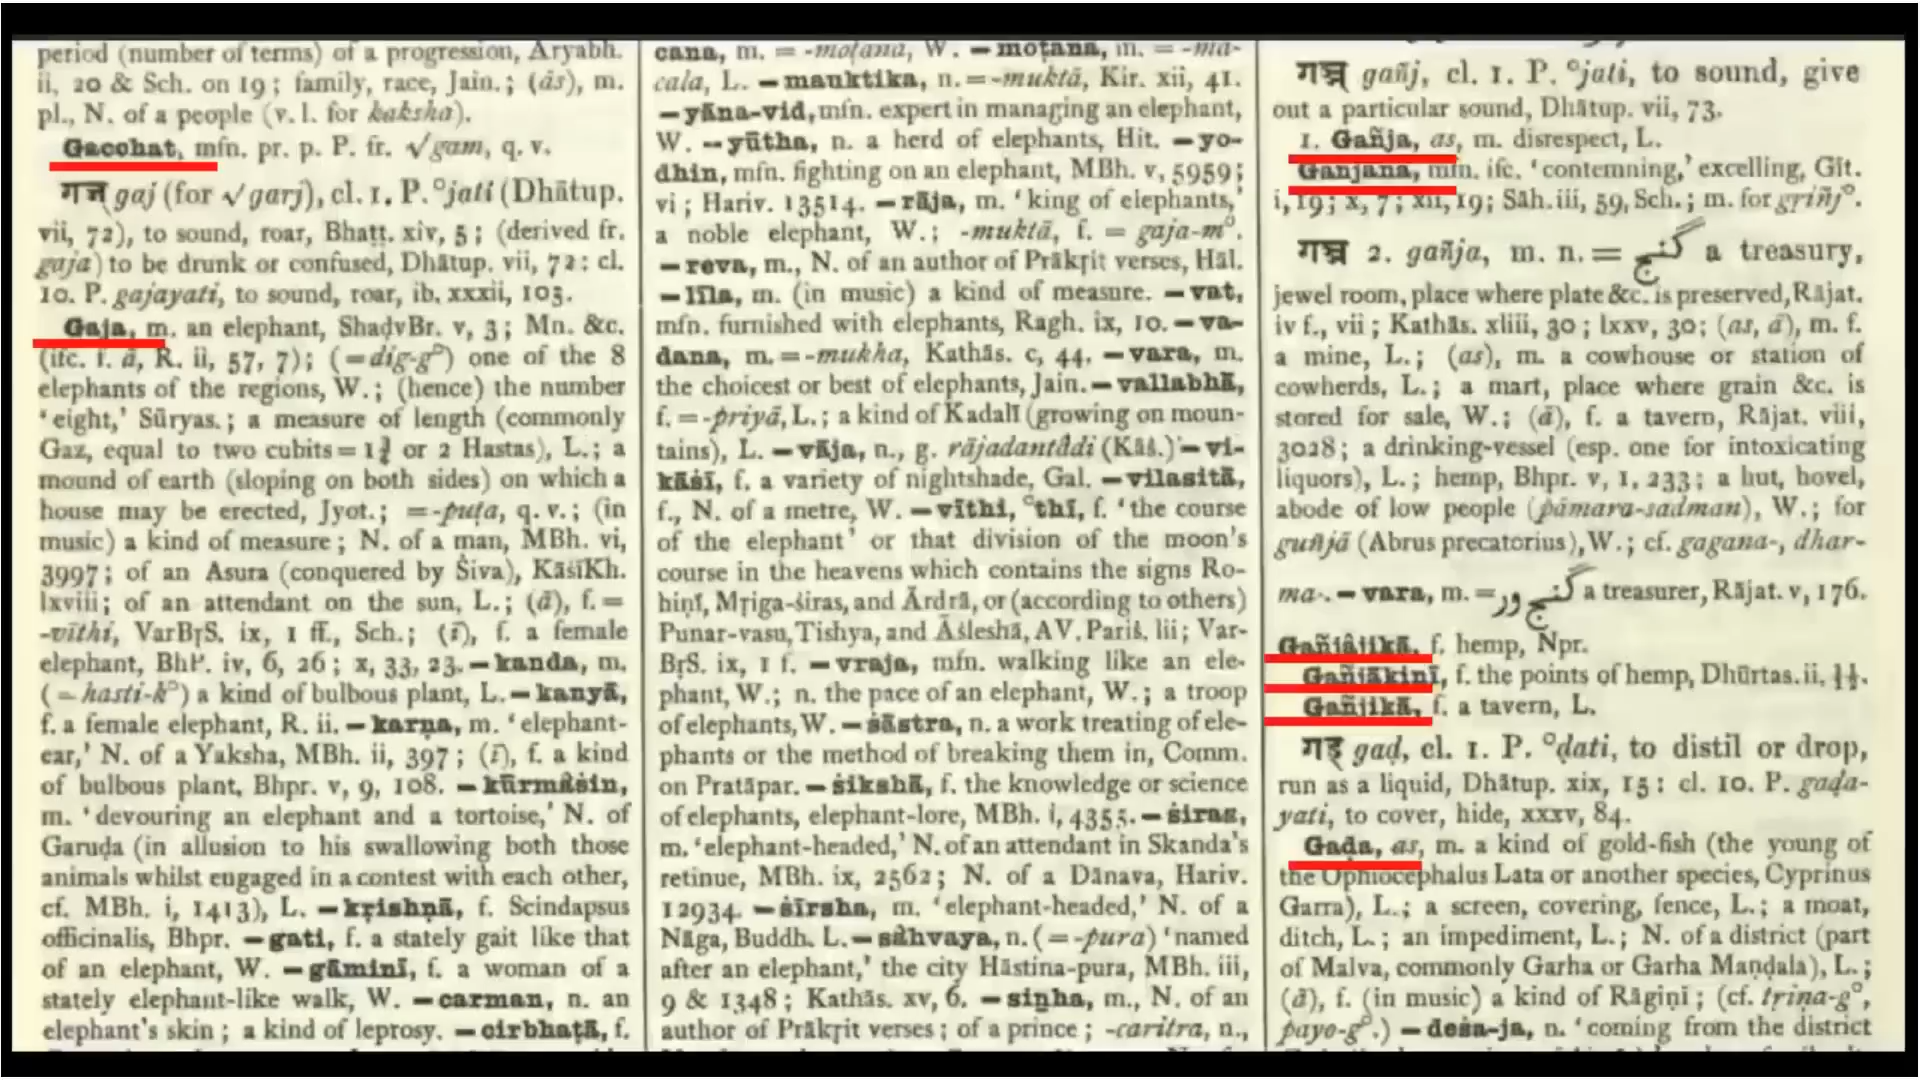 period (number of terms) of a progression, Āryabh.
ii, 20 & Sch. on 19; family, race, Jain.; (ās), m.
pl., N. of a people (v. l. for kaksha).
Gacchat, mfn. pr. p. P. fr. √gam, q. v.
गज् gaj (for √garj), cl. 1. P. °jati (Dhātup.
vii, 72), to sound, roar, Bhaṭṭ. xiv, 5; (derived fr.
gaja) to be drunk or confused, Dhātup. vii, 72: cl.
10. P. gajayati, to sound, roar, ib. xxxii, 105.
Gaja, m. an elephant, ShaḍvBr. v, 3; Mn. &c.
(ifc. f. ā, R. ii, 57, 7); (=dig-g°) one of the 8
elephants of the regions, W.; (hence) the number
‘eight,’ Sūryas.; a measure of length (commonly
Gaz, equal to two cubits=1¾ or 2 Hastas), L.; a
mound of earth (sloping on both sides) on which a
house may be erected, Jyot.; =-puṭa, q. v.; (in
music) a kind of measure; N. of a man, MBh. vi,
3997; of an Asura (conquered by Śiva), KāśīKh.
lxviii; of an attendant on the sun, L.; (ā), f. =
-vīthi, VarBṛS. ix, 1 ff., Sch.; (ī), f. a female
elephant, BhP. iv, 6, 26; x, 33, 23. —kanda, m.
(=hasti-k°) a kind of bulbous plant, L. —kanyā,
f. a female elephant, R. ii. —karṇa, m. ‘elephant-
ear,’ N. of a Yaksha, MBh. ii, 397; (ī), f. a kind
of bulbous plant, Bhpr. v, 9, 108. —kūrmâśin,
m. ‘devouring an elephant and a tortoise,’ N. of
Garuḍa (in allusion to his swallowing both those
animals whilst engaged in a contest with each other,
cf. MBh. i, 1413), L. —kṛishṇā, f. Scindapsus
officinalis, Bhpr. —gati, f. a stately gait like that
of an elephant, W. —gāminī, f. a woman of a
stately elephant-like walk, W. —carman, n. an
elephant's skin; a kind of leprosy. —cirbhaṭā, f.
cana, m. = -moṭana, W. —moṭana, m. = -mā-
cala, L. —mauktika, n. = -muktā, Kir. xii, 41.
—yāna-vid, mfn. expert in managing an elephant,
W. —yūtha, n. a herd of elephants, Hit. —yo-
dhin, mfn. fighting on an elephant, MBh. v, 5959;
vi; Hariv. 13514. —rāja, m. ‘king of elephants,’
a noble elephant, W.; -muktā, f. = gaja-m°.
—reva, m., N. of an author of Prākṛit verses, Hāl.
—līla, m. (in music) a kind of measure. —vat,
mfn. furnished with elephants, Ragh. ix, 10. —va-
dana, m. = -mukha, Kathās. c, 44. —vara, m.
the choicest or best of elephants, Jain. —vallabhā,
f. = -priyā, L.; a kind of Kadalī (growing on moun-
tains), L. —vāja, n., g. rājadantâdi (Kāś.) —vi-
kāśī, f. a variety of nightshade, Gal. —vilasitā,
f., N. of a metre, W. —vīthi, °thī, f. ‘the course
of the elephant’ or that division of the moon's
course in the heavens which contains the signs Ro-
hiṇī, Mṛiga-śiras, and Ārdrā, or (according to others)
Punar-vasu, Tishya, and Āśleshā, AV. Pariś. lii; Var-
BṛS. ix, 1 f. —vraja, mfn. walking like an ele-
phant, W.; n. the pace of an elephant, W.; a troop
of elephants, W. —śāstra, n. a work treating of ele-
phants or the method of breaking them in, Comm.
on Pratāpar. —śikshā, f. the knowledge or science
of elephants, elephant-lore, MBh. i, 4355. —śiras,
m. ‘elephant-headed,’ N. of an attendant in Skanda's
retinue, MBh. ix, 2562; N. of a Dānava, Hariv.
12934. —śīrsha, m. ‘elephant-headed,’ N. of a
Nāga, Buddh. L. —sâhvaya, n. (=-pura) ‘named
after an elephant,’ the city Hāstina-pura, MBh. iii,
9 & 1348; Kathās. xv, 6. —siṉha, m., N. of an
author of Prākṛit verses; of a prince; -caritra, n.,
गञ्ज् gañj, cl. 1. P. °jati, to sound, give
out a particular sound, Dhātup. vii, 73.
1. Gañja, as, m. disrespect, L.
Gañjana, mfn. ifc. ‘contemning,’ excelling, Gīt.
i, 19; x, 7; xii, 19; Sāh. iii, 59, Sch.; m. for griñj°.
गञ्ज 2. gañja, m. n. = گنج a treasury,
jewel room, place where plate &c. is preserved, Rājat.
iv f., vii; Kathās. xliii, 30; lxxv, 30; (as, ā), m. f.
a mine, L.; (as), m. a cowhouse or station of
cowherds, L.; a mart, place where grain &c. is
stored for sale, W.; (ā), f. a tavern, Rājat. viii,
3028; a drinking-vessel (esp. one for intoxicating
liquors), L.; hemp, Bhpr. v, 1, 233; a hut, hovel,
abode of low people (pāmara-sadman), W.; for
guñjā (Abrus precatorius), W.; cf. gagana-, dhar-
ma-. —vara, m. = گنج ور a treasurer, Rājat. v, 176.
Gañjâjikā, f. hemp, Npr.
Gañjākinī, f. the points of hemp, Dhūrtas. ii,
Gañjikā, f. a tavern, L.
गड् gaḍ, cl. 1. P. °ḍati, to distil or drop,
run as a liquid, Dhātup. xix, 15: cl. 10. P. gaḍa-
yati, to cover, hide, xxxv, 84.
Gaḍa, as, m. a kind of gold-fish (the young of
the Ophiocephalus Lata or another species, Cyprinus
Garra), L.; a screen, covering, fence, L.; a moat,
ditch, L.; an impediment, L.; N. of a district (part
of Malva, commonly Garha or Garha Maṇḍala), L.;
(ā), f. (in music) a kind of Rāgiṇī; (cf. tṛiṇa-g°,
payo-g°.) —deśa-ja, n. ‘coming from the district